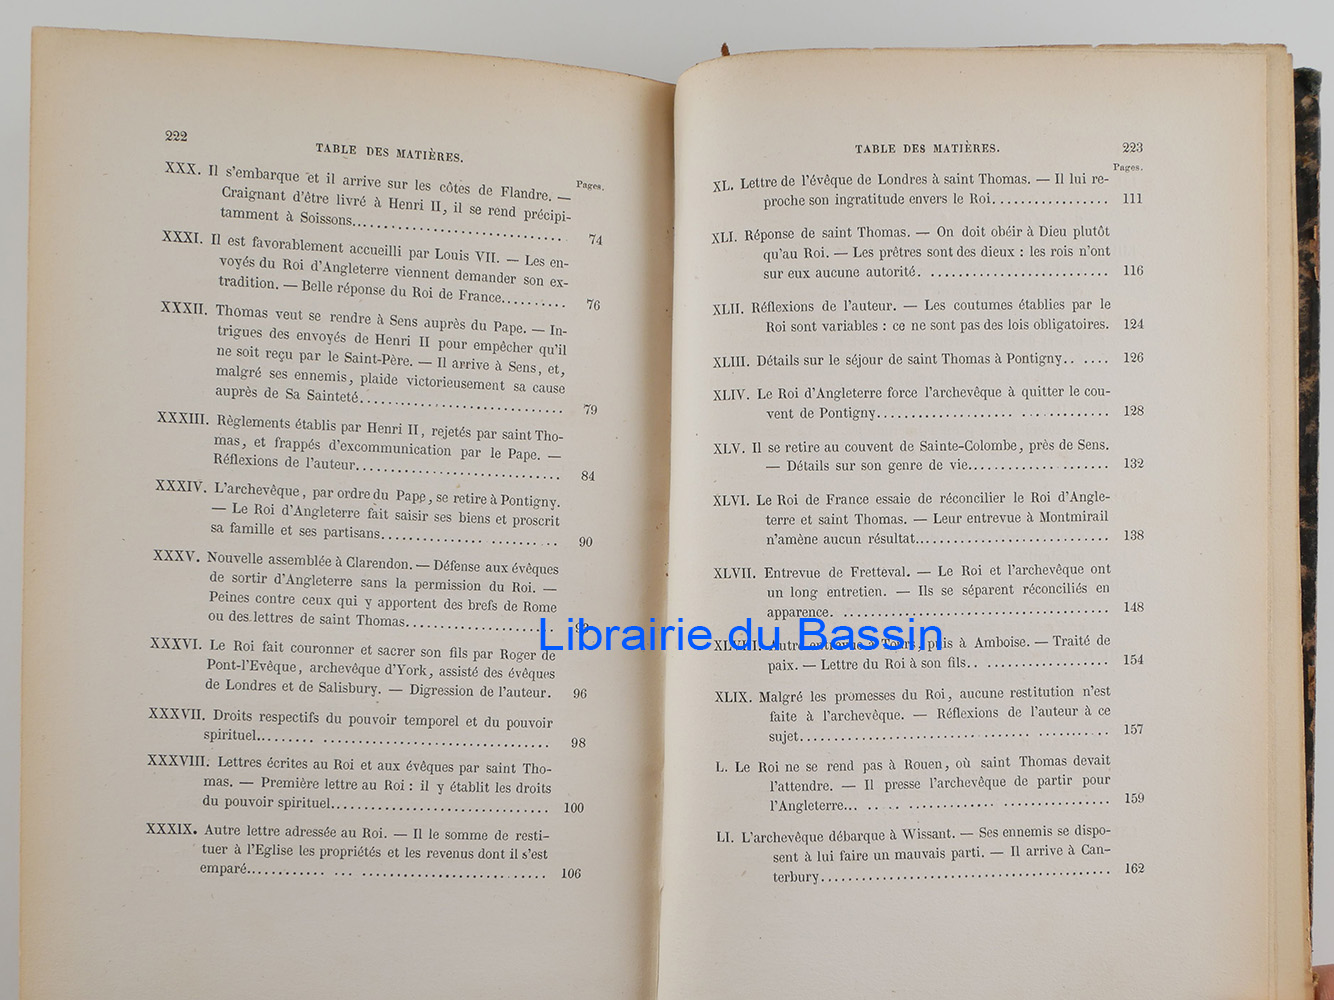 222
TABLE DES MATIÈRES.
Pages.
XXX. Il s'embarque et il arrive sur les côtes de Flandre. —
Craignant d'être livré à Henri II, il se rend précipi-
tamment à Soissons. 74
XXXI. Il est favorablement accueilli par Louis VII. — Les en-
voyés du Roi d'Angleterre viennent demander son ex-
tradition. — Belle réponse du Roi de France. 76
XXXII. Thomas veut se rendre à Sens auprès du Pape. — In-
trigues des envoyés de Henri II pour empêcher qu'il
ne soit reçu par le Saint-Père. — Il arrive à Sens, et,
malgré ses ennemis, plaide victorieusement sa cause
auprès de Sa Sainteté. 79
XXXIII. Règlements établis par Henri II, rejetés par saint Tho-
mas, et frappés d'excommunication par le Pape. —
Réflexions de l'auteur. 84
XXXIV. L'archevêque, par ordre du Pape, se retire à Pontigny.
— Le Roi d'Angleterre fait saisir ses biens et proscrit
sa famille et ses partisans. 90
XXXV. Nouvelle assemblée à Clarendon. — Défense aux évêques
de sortir d'Angleterre sans la permission du Roi. —
Peines contre ceux qui y apportent des brefs de Rome
ou des lettres de saint Thomas.
XXXVI. Le Roi fait couronner et sacrer son fils par Roger de
Pont-l'Evêque, archevêque d'York, assisté des évêques
de Londres et de Salisbury. — Digression de l'auteur. 96
XXXVII. Droits respectifs du pouvoir temporel et du pouvoir
spirituel. 98
XXXVIII. Lettres écrites au Roi et aux évêques par saint Tho-
mas. — Première lettre au Roi : il y établit les droits
du pouvoir spirituel. 100
XXXIX. Autre lettre adressée au Roi. — Il le somme de resti-
tuer à l'Eglise les propriétés et les revenus dont il s'est
emparé. 106
TABLE DES MATIÈRES. 223
Pages.
XL. Lettre de l'évêque de Londres à saint Thomas. — Il lui re-
proche son ingratitude envers le Roi. 111
XLI. Réponse de saint Thomas. — On doit obéir à Dieu plutôt
qu'au Roi. — Les prêtres sont des dieux : les rois n'ont
sur eux aucune autorité. 116
XLII. Réflexions de l'auteur. — Les coutumes établies par le
Roi sont variables : ce ne sont pas des lois obligatoires. 124
XLIII. Détails sur le séjour de saint Thomas à Pontigny. 126
XLIV. Le Roi d'Angleterre force l'archevêque à quitter le cou-
vent de Pontigny. 128
XLV. Il se retire au couvent de Sainte-Colombe, près de Sens.
— Détails sur son genre de vie. 132
XLVI. Le Roi de France essaie de réconcilier le Roi d'Angle-
terre et saint Thomas. — Leur entrevue à Montmirail
n'amène aucun résultat. 138
XLVII. Entrevue de Fretteval. — Le Roi et l'archevêque ont
un long entretien. — Ils se séparent réconciliés en
apparence. 148
XLVIII. Autre entrevue à Tours, puis à Amboise. — Traité de
paix. — Lettre du Roi à son fils. 154
XLIX. Malgré les promesses du Roi, aucune restitution n'est
faite à l'archevêque. — Réflexions de l'auteur à ce
sujet. 157
L. Le Roi ne se rend pas à Rouen, où saint Thomas devait
l'attendre. — Il presse l'archevêque de partir pour
l'Angleterre. 159
LI. L'archevêque débarque à Wissant. — Ses ennemis se dispo-
sent à lui faire un mauvais parti. — Il arrive à Can-
terbury. 162
Librairie du Bassin